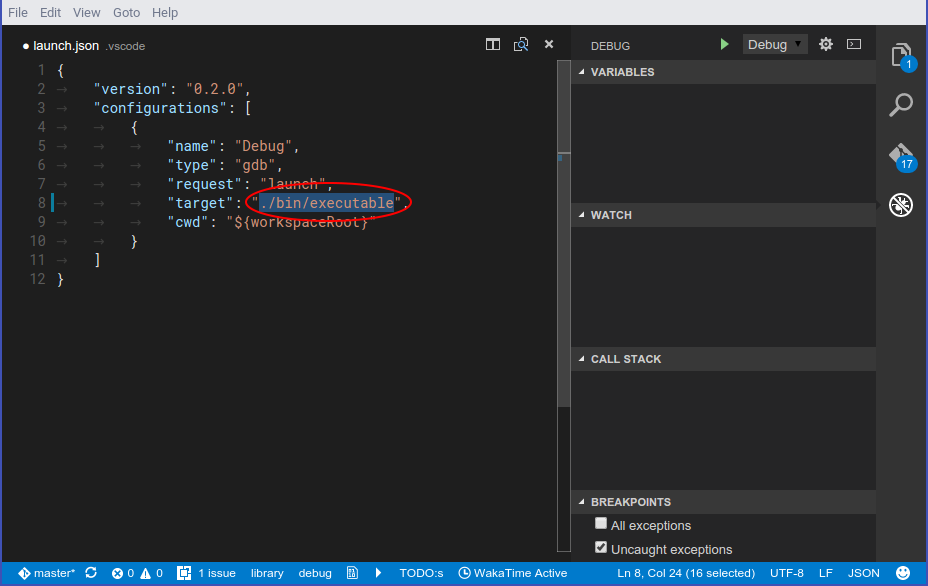 File Edit View Goto Help
● launch.json .vscode
1 {
2 "version": "0.2.0",
3 "configurations": [
4 {
5 "name": "Debug",
6 "type": "gdb",
7 "request": "launch",
8 "target": "./bin/executable",
9 "cwd": "${workspaceRoot}"
10 }
11 ]
12 }
DEBUG Debug
VARIABLES
WATCH
CALL STACK
BREAKPOINTS
All exceptions
Uncaught exceptions
1
17
master* 0 0 1 issue library debug TODO:s WakaTime Active Ln 8, Col 24 (16 selected) UTF-8 LF JSON